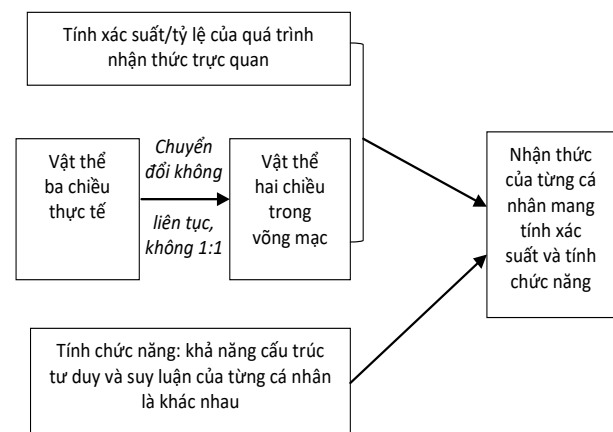 Tính xác suất/tỷ lệ của quá trình
nhận thức trực quan
Vật thể
ba chiều
thực tế
Chuyển
đổi không
liên tục,
không 1:1
Vật thể
hai chiều
trong
võng mạc
Nhận thức
của từng cá
nhân mang
tính xác
suất và tính
chức năng
Tính chức năng: khả năng cấu trúc
tư duy và suy luận của từng cá nhân
là khác nhau